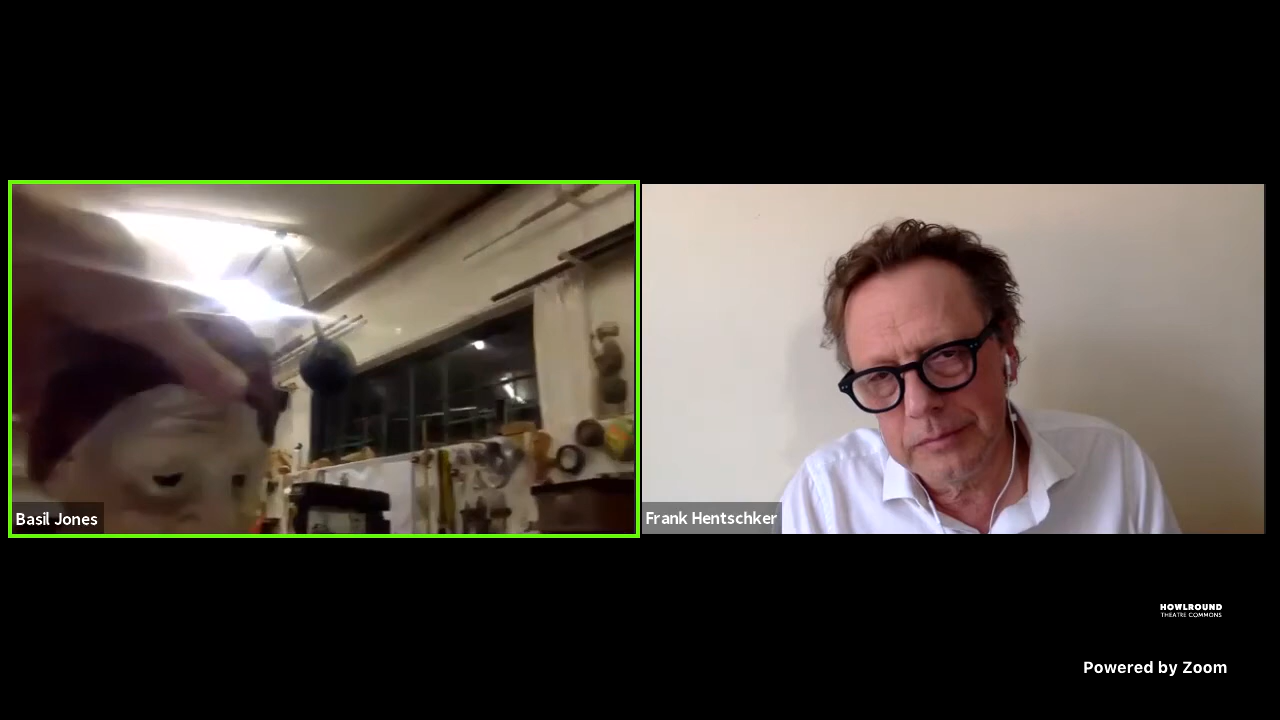 Basil Jones
Frank Hentschker
HOWLROUND
THEATRE COMMONS
Powered by Zoom